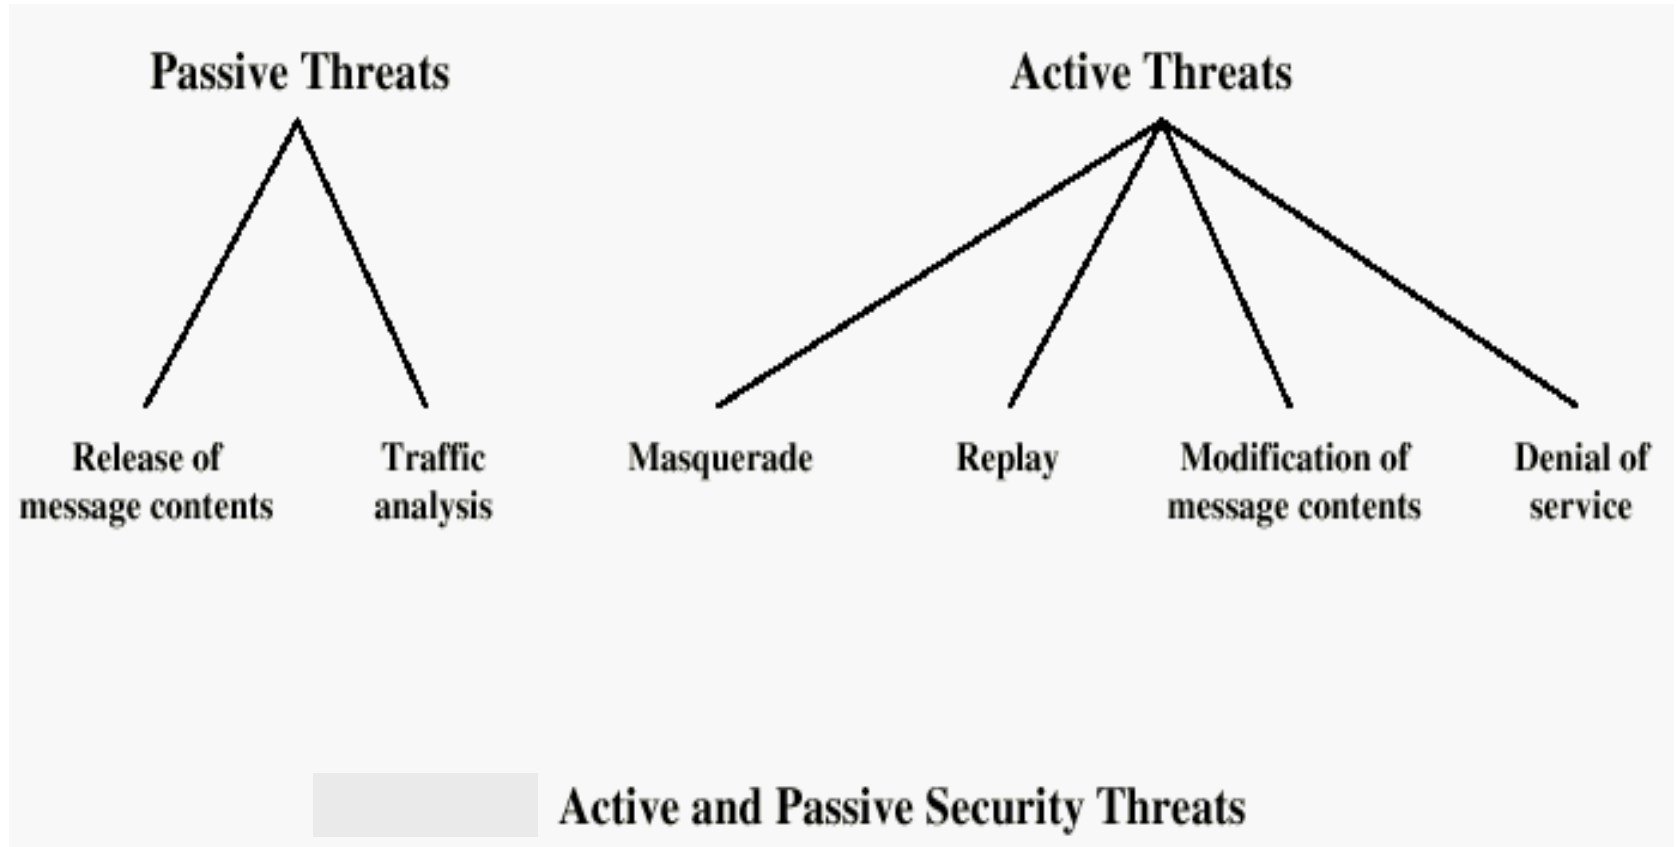 Passive Threats
Active Threats
Release of
message contents
Traffic
analysis
Masquerade
Replay
Modification of
message contents
Denial of
service
Active and Passive Security Threats